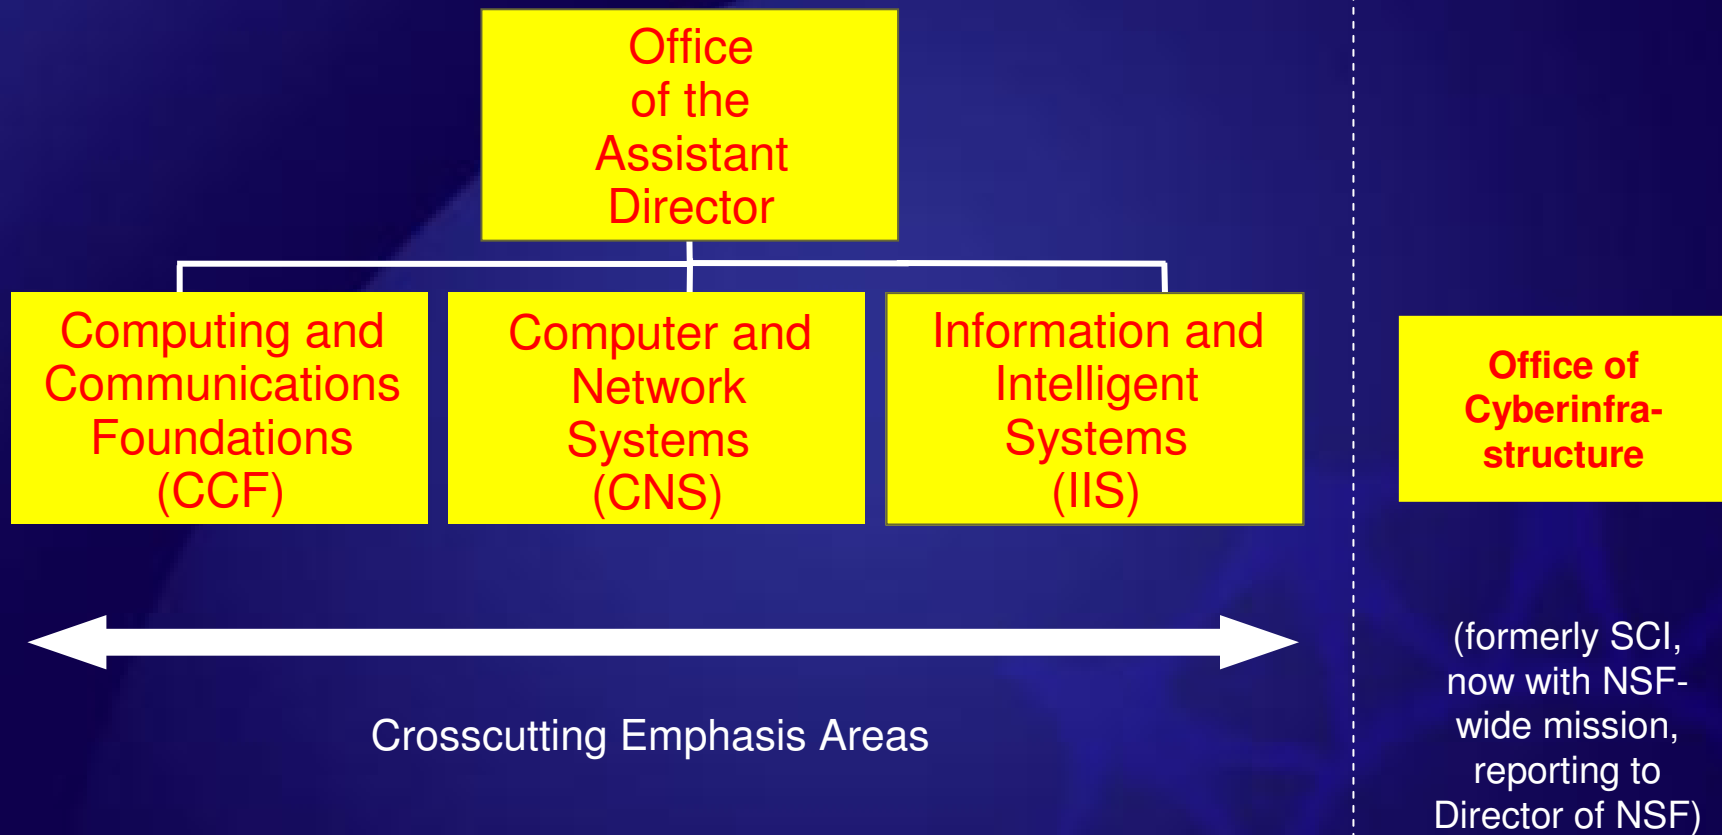 Office
of the
Assistant
Director
Computing and
Communications
Foundations
(CCF)
Computer and
Network
Systems
(CNS)
Information and
Intelligent
Systems
(IIS)
Office of
Cyberinfra-
structure
Crosscutting Emphasis Areas
(formerly SCI,
now with NSF-
wide mission,
reporting to
Director of NSF)